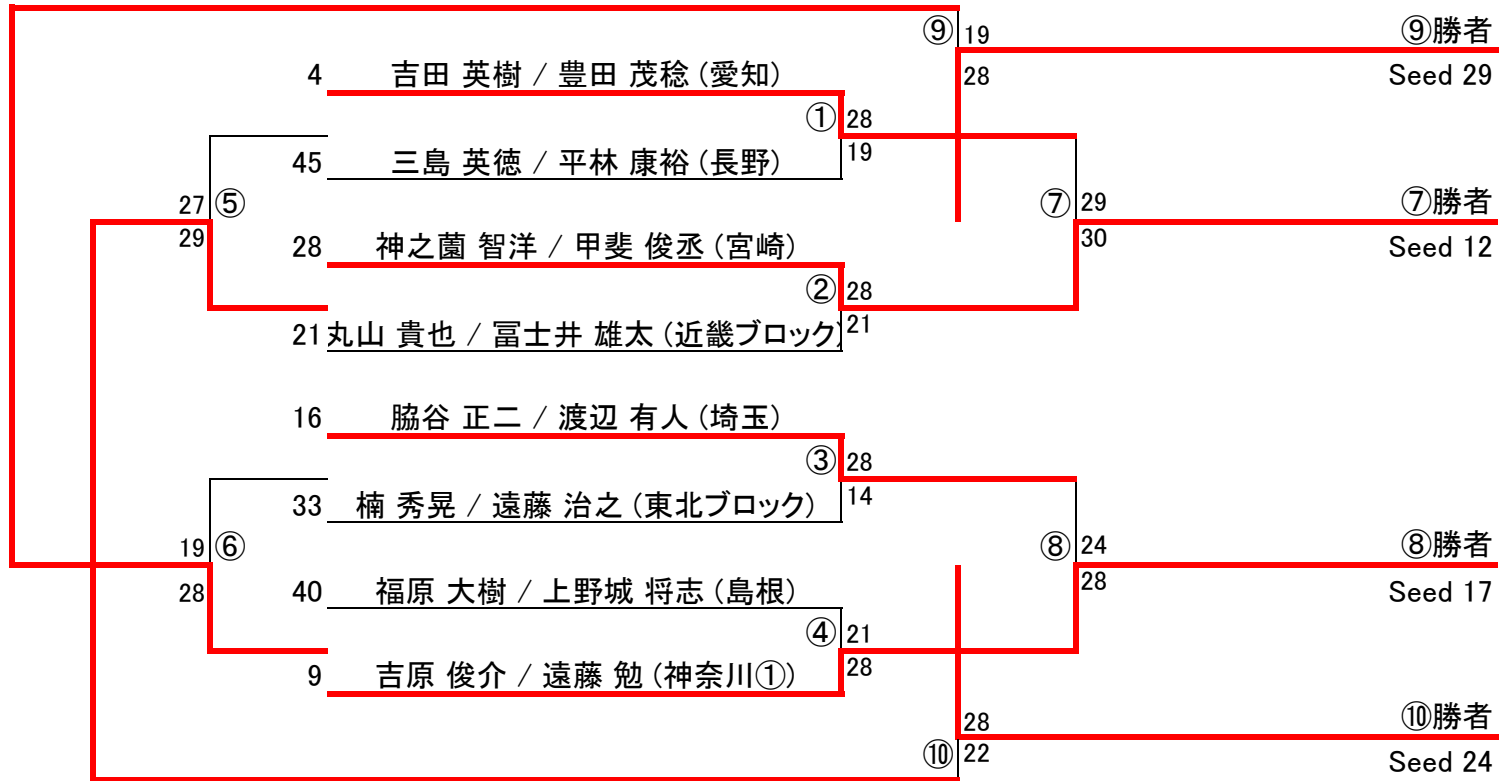 ⑨ 19 ⑨勝者
4 吉田 英樹 / 豊田 茂稔 (愛知) 28 Seed 29
① 28
45 三島 英徳 / 平林 康裕 (長野) 19
27 ⑤ ⑦ 29 ⑦勝者
29 28 神之薗 智洋 / 甲斐 俊丞 (宮崎) 30 Seed 12
② 28
21 丸山 貴也 / 冨士井 雄太 (近畿ブロック) 21
16 脇谷 正二 / 渡辺 有人 (埼玉)
③ 28
33 楠 秀晃 / 遠藤 治之 (東北ブロック) 14
19 ⑥ ⑧ 24 ⑧勝者
28 40 福原 大樹 / 上野城 将志 (島根) 28 Seed 17
④ 21
9 吉原 俊介 / 遠藤 勉 (神奈川①) 28
28 ⑩勝者
⑩ 22 Seed 24